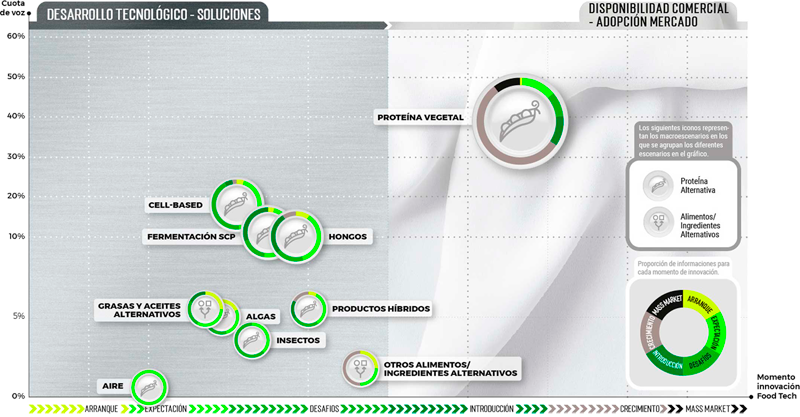 Cuota
de voz
DESARROLLO TECNOLÓGICO - SOLUCIONES
DISPONIBILIDAD COMERCIAL
- ADOPCIÓN MERCADO
60%
50%
40%
30%
20%
10%
5%
0%
PROTEÍNA VEGETAL
CELL-BASED
FERMENTACIÓN SCP
HONGOS
GRASAS Y ACEITES
ALTERNATIVOS
ALGAS
PRODUCTOS HÍBRIDOS
INSECTOS
OTROS ALIMENTOS/
INGREDIENTES ALTERNATIVOS
AIRE
Los siguientes iconos represen-
tan los macroescenarios en los
que se agrupan los diferentes
escenarios en el gráfico.
Proteína
Alternativa
Alimentos/
Ingredientes
Alternativos
Proporción de informaciones para
cada momento de innovación.
MASS MARKET
ARRANQUE
EXPECTACIÓN
DESAFIOS
INTRODUCCIÓN
CRECIMIENTO
Momento
innovación
Food Tech
ARRANQUE
EXPECTACIÓN
DESAFIOS
INTRODUCCIÓN
CRECIMIENTO
MASS MARKET